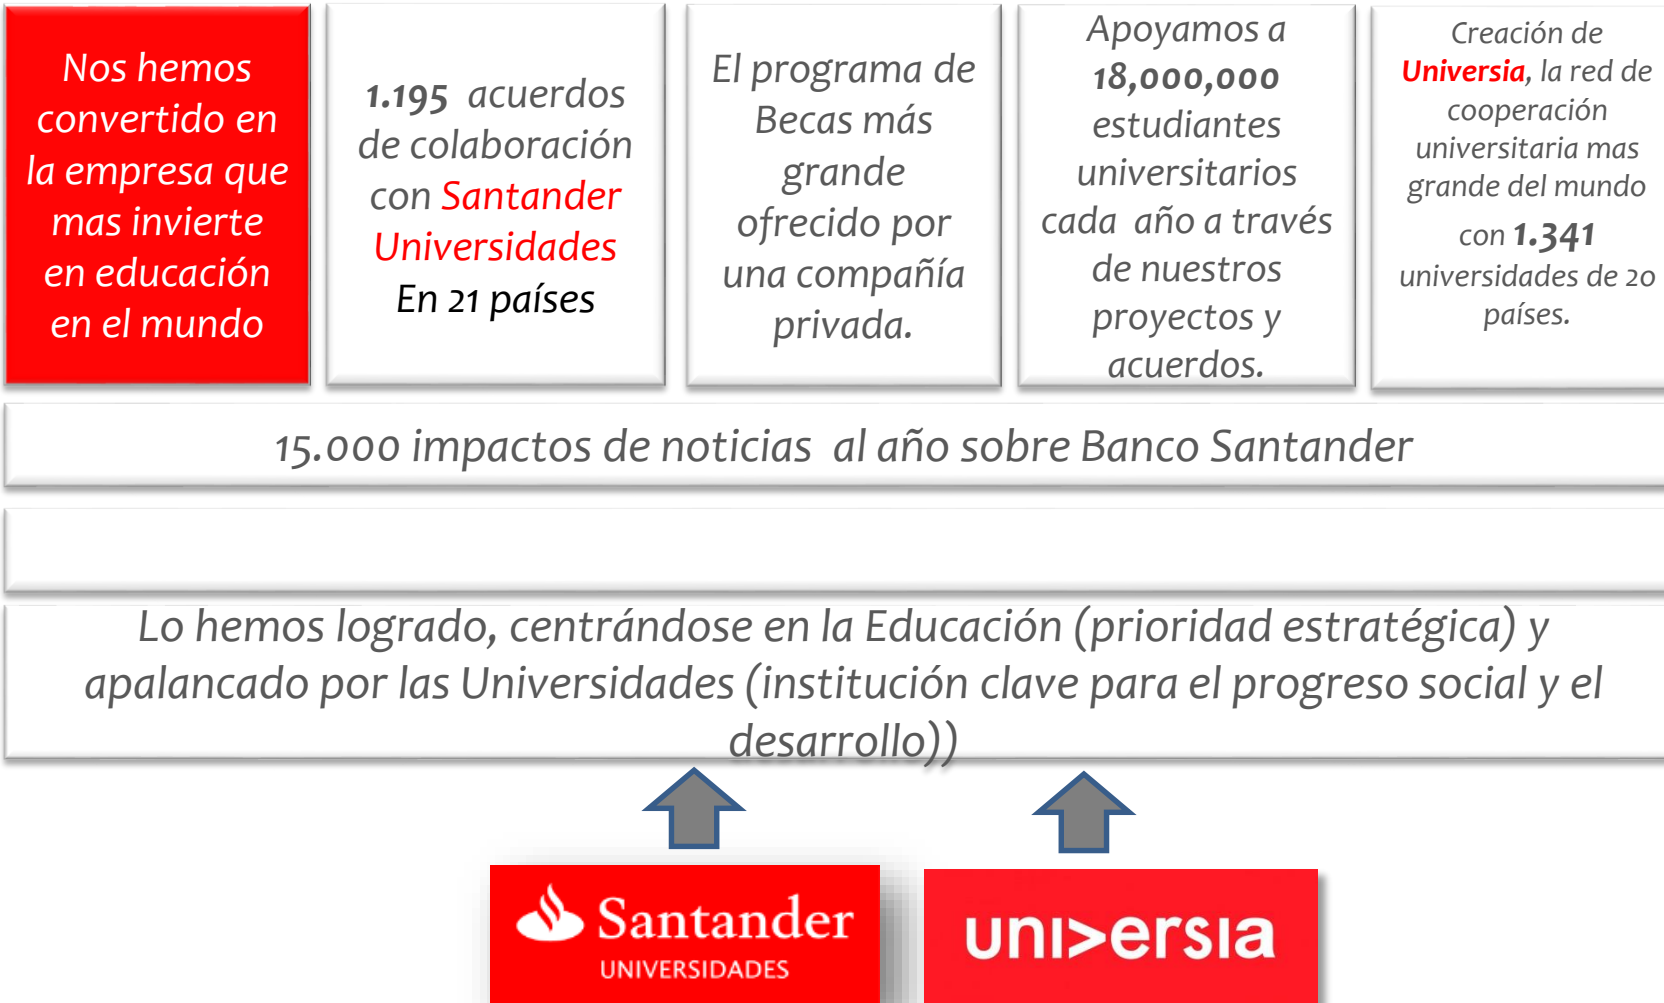 Nos hemos
convertido en
la empresa que
mas invierte
en educación
en el mundo
1.195 acuerdos
de colaboración
con Santander
Universidades
En 21 países
El programa de
Becas más
grande
ofrecido por
una compañía
privada.
Apoyamos a
18,000,000
estudiantes
universitarios
cada año a través
de nuestros
proyectos y
acuerdos.
Creación de
Universia, la red de
cooperación
universitaria mas
grande del mundo
con 1.341
universidades de 20
países.
15.000 impactos de noticias al año sobre Banco Santander
Lo hemos logrado, centrándose en la Educación (prioridad estratégica) y
apalancado por las Universidades (institución clave para el progreso social y el
desarrollo))
Santander
UNIVERSIDADES
uni>ersia